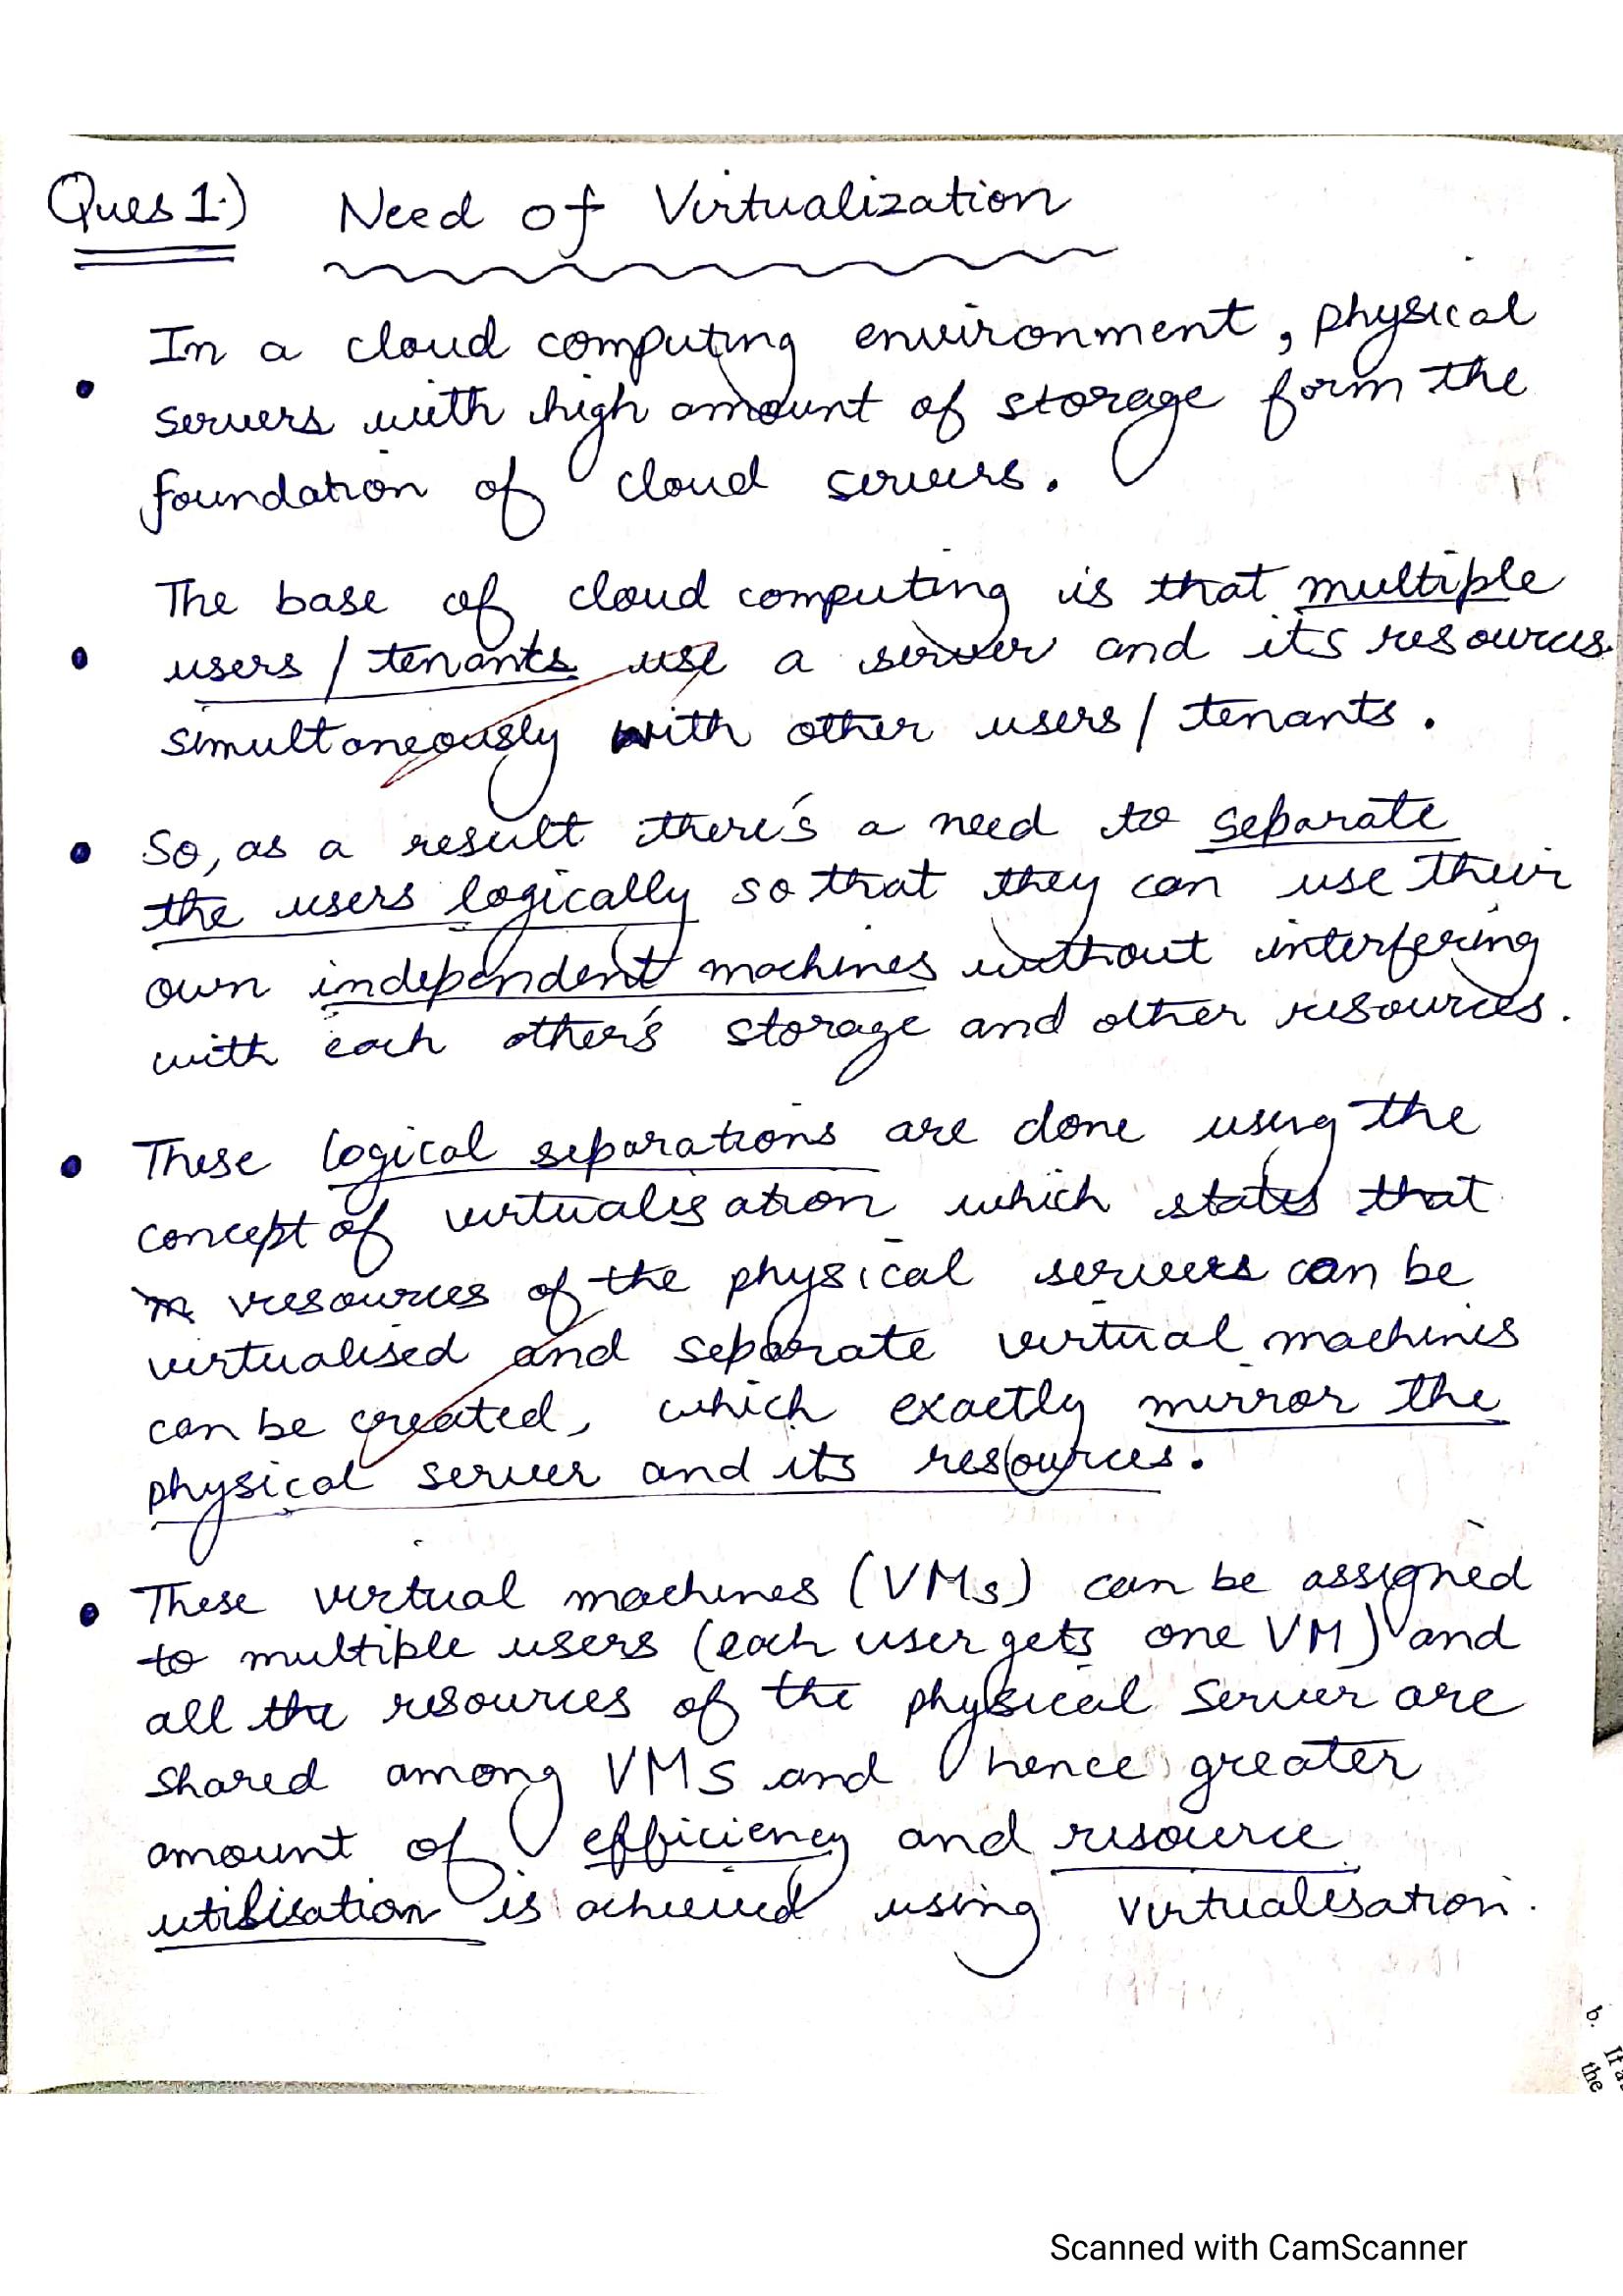 Ques 1.) Need of Virtualization
In a cloud computing environment, physical
• servers with high amount of storage form the
foundation of cloud servers.
The base of cloud computing is that multiple
• users / tenants use a server and its resources
simultaneously with other users / tenants.
• So, as a result there's a need to separate
the users logically so that they can use their
own independent machines without interfering
with each other's storage and other resources.
• These logical separations are done using the
concept of virtualisation which states that
resources of the physical servers can be
virtualised and separate virtual machines
can be created, which exactly mirror the
physical server and its resources.
• These virtual machines (VMs) can be assigned
to multiple users (each user gets one VM) and
all the resources of the physical server are
shared among VMs and hence greater
amount of efficiency and resource
utilisation is achieved using virtualisation.
b.
the
Scanned with CamScanner